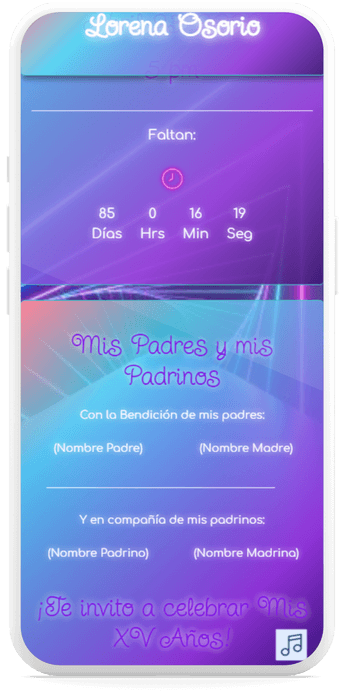 Lorena Osorio
5 pm
Faltan:
85 0 16 19
Días Hrs Min Seg
Mis Padres y mis
Padrinos
Con la Bendición de mis padres:
(Nombre Padre) (Nombre Madre)
Y en compañía de mis padrinos:
(Nombre Padrino) (Nombre Madrina)
¡Te invito a celebrar Mis
XV Años!